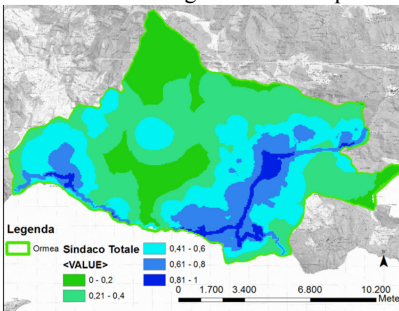 Legenda
Ormea
Sindaco Totale
<VALUE>
0 - 0,2
0,21 - 0,4
0,41 - 0,6
0,61 - 0,8
0,81 - 1
0 1.700 3.400 6.800 10.200
Mete